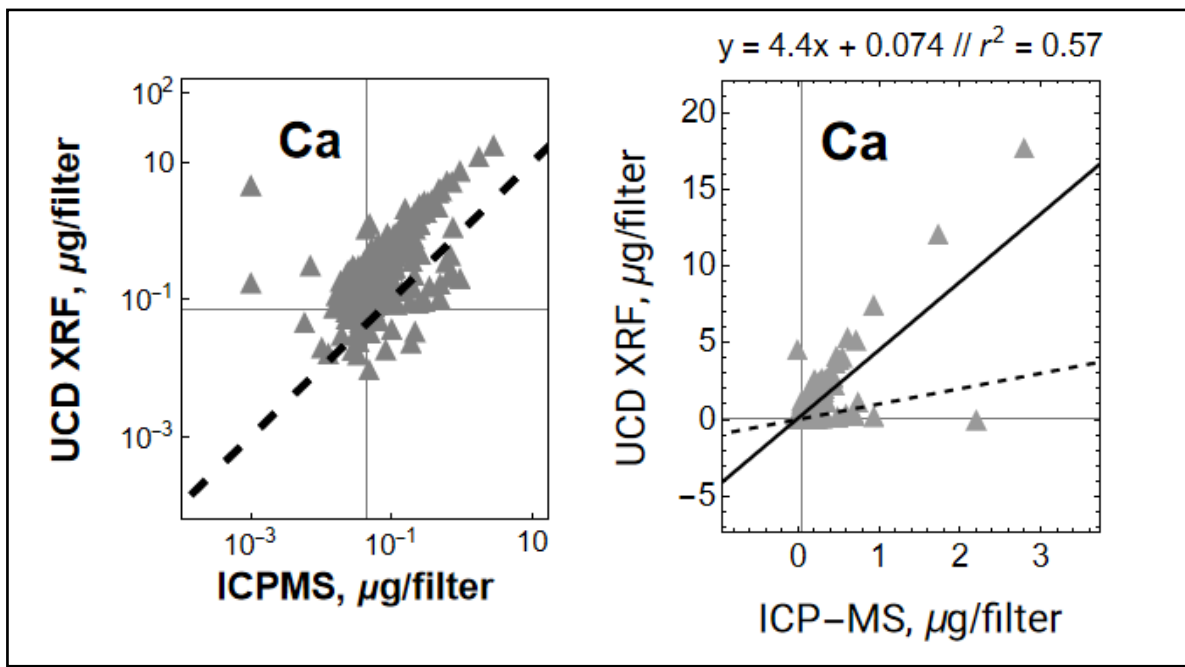 y = 4.4x + 0.074 // r² = 0.57
Ca
10²
10
10⁻¹
10⁻³
UCD XRF, µg/filter
10⁻³
10⁻¹
10
ICPMS, µg/filter
Ca
20
15
10
5
0
−5
UCD XRF, µg/filter
0
1
2
3
ICP−MS, µg/filter